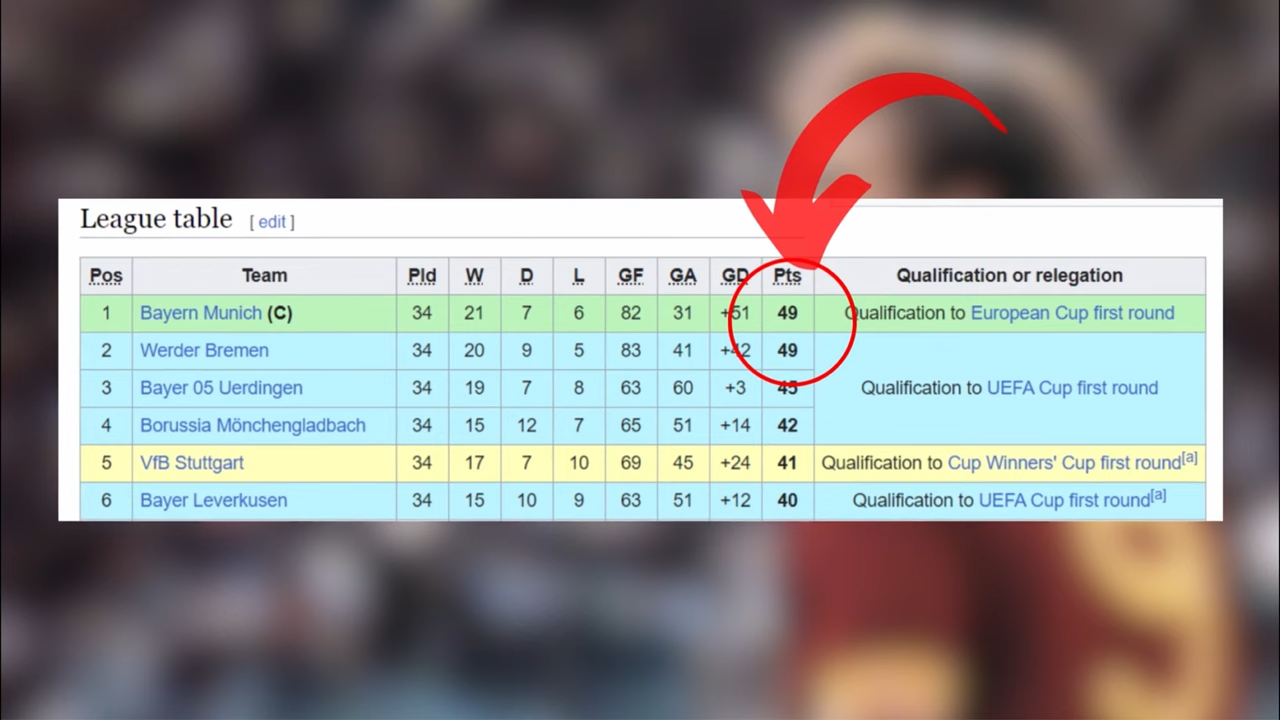 League table [ edit ]
Pos Team Pld W D L GF GA GD Pts Qualification or relegation
1 Bayern Munich (C) 34 21 7 6 82 31 +51 49 Qualification to European Cup first round
2 Werder Bremen 34 20 9 5 83 41 +42 49
3 Bayer 05 Uerdingen 34 19 7 8 63 60 +3 45 Qualification to UEFA Cup first round
4 Borussia Mönchengladbach 34 15 12 7 65 51 +14 42
5 VfB Stuttgart 34 17 7 10 69 45 +24 41 Qualification to Cup Winners' Cup first round[a]
6 Bayer Leverkusen 34 15 10 9 63 51 +12 40 Qualification to UEFA Cup first round[a]